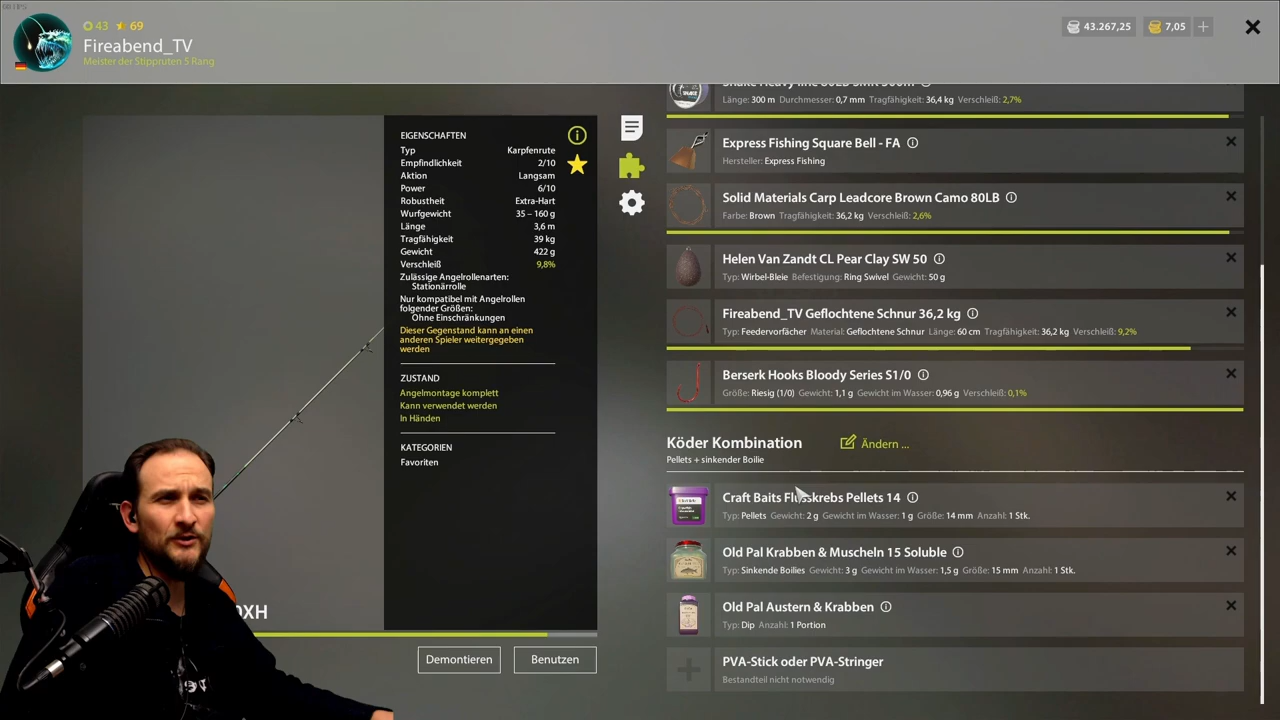 43 69
Fireabend_TV
Meister der Stippruten 5 Rang
43.267,25
7,05
EIGENSCHAFTEN
Typ Karpfenrute
Empfindlichkeit 2/10
Aktion Langsam
Power 6/10
Robustheit Extra-Hart
Wurfgewicht 35 – 160 g
Länge 3,6 m
Tragfähigkeit 39 kg
Gewicht 422 g
Verschleiß 9,8%
Zulässige Angelrollenarten:
Stationärrolle
Nur kompatibel mit Angelrollen
folgender Größen:
Ohne Einschränkungen
Dieser Gegenstand kann an einen
anderen Spieler weitergegeben
werden
ZUSTAND
Angelmontage komplett
Kann verwendet werden
In Händen
KATEGORIEN
Favoriten
0XH
Demontieren
Benutzen
Länge: 300 m Durchmesser: 0,7 mm Tragfähigkeit: 36,4 kg Verschleiß: 2,7%
Express Fishing Square Bell - FA
Hersteller: Express Fishing
Solid Materials Carp Leadcore Brown Camo 80LB
Farbe: Brown Tragfähigkeit: 36,2 kg Verschleiß: 2,6%
Helen Van Zandt CL Pear Clay SW 50
Typ: Wirbel-Bleie Befestigung: Ring Swivel Gewicht: 50 g
Fireabend_TV Geflochtene Schnur 36,2 kg
Typ: Feedervorfächer Material: Geflochtene Schnur Länge: 60 cm Tragfähigkeit: 36,2 kg Verschleiß: 9,2%
Berserk Hooks Bloody Series S1/0
Größe: Riesig (1/0) Gewicht: 1,1 g Gewicht im Wasser: 0,96 g Verschleiß: 0,1%
Köder Kombination Ändern ...
Pellets + sinkender Boilie
Craft Baits Flusskrebs Pellets 14
Typ: Pellets Gewicht: 2 g Gewicht im Wasser: 1 g Größe: 14 mm Anzahl: 1 Stk.
Old Pal Krabben & Muscheln 15 Soluble
Typ: Sinkende Boilies Gewicht: 3 g Gewicht im Wasser: 1,5 g Größe: 15 mm Anzahl: 1 Stk.
Old Pal Austern & Krabben
Typ: Dip Anzahl: 1 Portion
PVA-Stick oder PVA-Stringer
Bestandteil nicht notwendig